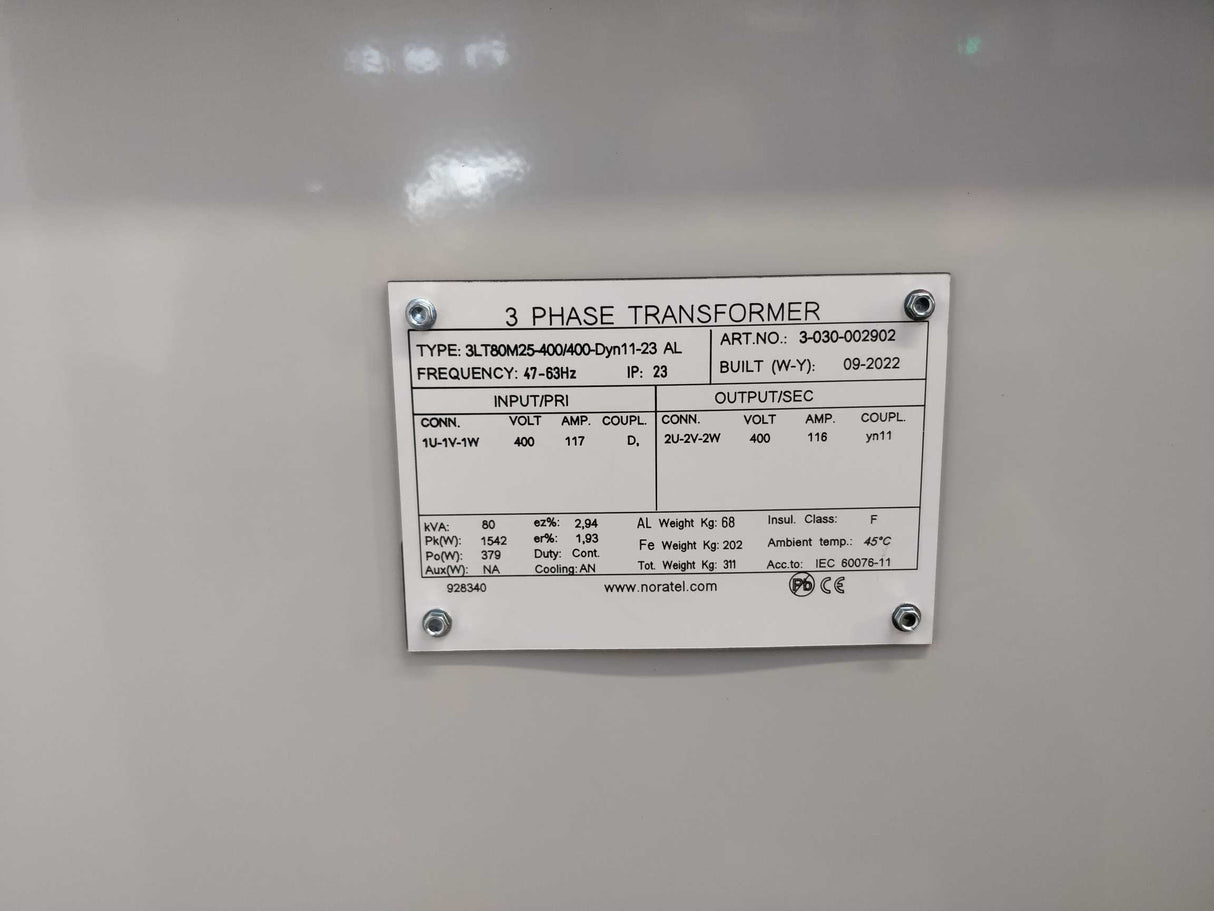 3 PHASE TRANSFORMER
TYPE: 3LT80M25-400/400-Dyn11-23 AL
FREQUENCY: 47-63Hz IP: 23
ART.NO.: 3-030-002902
BUILT (W-Y): 09-2022
INPUT/PRI
CONN. VOLT AMP. COUPL.
1U-1V-1W 400 117 D,
OUTPUT/SEC
CONN. VOLT AMP. COUPL.
2U-2V-2W 400 116 yn11
kVA: 80 ez%: 2,94 AL Weight Kg: 68 Insul. Class: F
Pk(W): 1542 er%: 1,93 Fe Weight Kg: 202 Ambient temp.: 45°C
Po(W): 379 Duty: Cont. Tot. Weight Kg: 311 Acc.to: IEC 60076-11
Aux(W): NA Cooling: AN
928340 www.noratel.com Pb CE